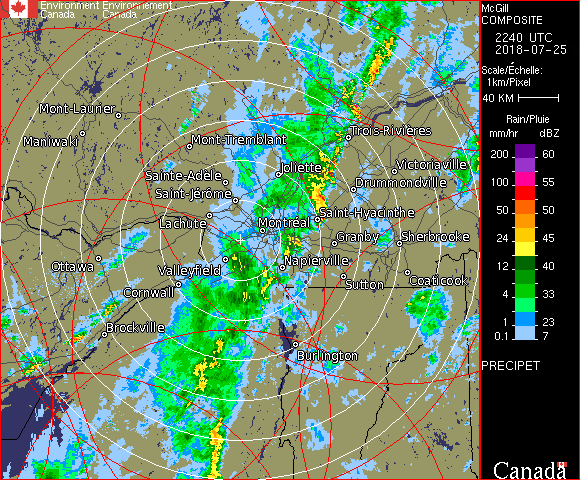 Environment Environnement
Canada Canada
McGill
COMPOSITE
2240 UTC
2018-07-25
Scale/Échelle:
1km/Pixel
40 KM
Rain/Pluie
mm/hr dBZ
200 60
100 55
50 50
24 45
12 40
4 33
1 23
0.1 7
PRECIPET
Canada
Mont-Laurier
Maniwaki
Mont-Tremblant
Trois-Rivières
Victoriaville
Joliette
Sainte-Adèle
Drummondville
Saint-Jérôme
Saint-Hyacinthe
Lachute
Montréal
Granby
Sherbrooke
Ottawa
Valleyfield
Napierville
Sutton
Coaticook
Cornwall
Brockville
Burlington